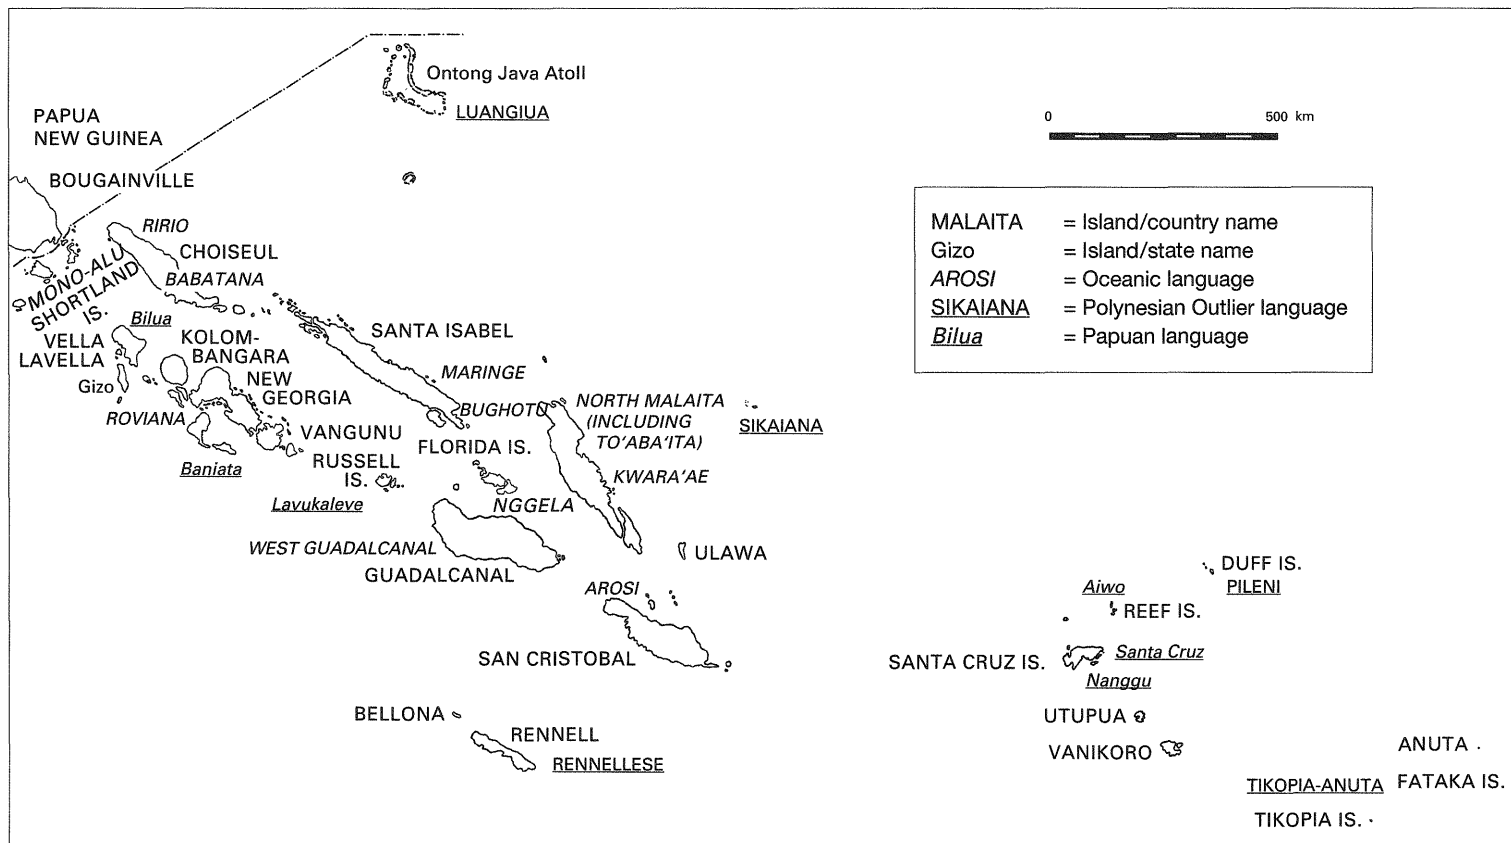 Ontong Java Atoll
LUANGIUA
PAPUA
NEW GUINEA
BOUGAINVILLE
0 500 km
MALAITA = Island/country name
Gizo = Island/state name
AROSI = Oceanic language
SIKAIANA = Polynesian Outlier language
Bilua = Papuan language
RIRIO
CHOISEUL
BABATANA
MONO-ALU
SHORTLAND
IS.
Bilua
VELLA
LAVELLA
KOLOM-
BANGARA
Gizo
NEW
GEORGIA
ROVIANA
VANGUNU
Baniata
RUSSELL
IS.
Lavukaleve
SANTA ISABEL
MARINGE
BUGHOTU
FLORIDA IS.
NGGELA
NORTH MALAITA
(INCLUDING
TO'ABA'ITA)
KWARA'AE
SIKAIANA
WEST GUADALCANAL
GUADALCANAL
ULAWA
AROSI
SAN CRISTOBAL
BELLONA
RENNELL
RENNELLESE
DUFF IS.
PILENI
Aiwo
REEF IS.
SANTA CRUZ IS.
Santa Cruz
Nanggu
UTUPUA
VANIKORO
ANUTA
TIKOPIA-ANUTA
FATAKA IS.
TIKOPIA IS.